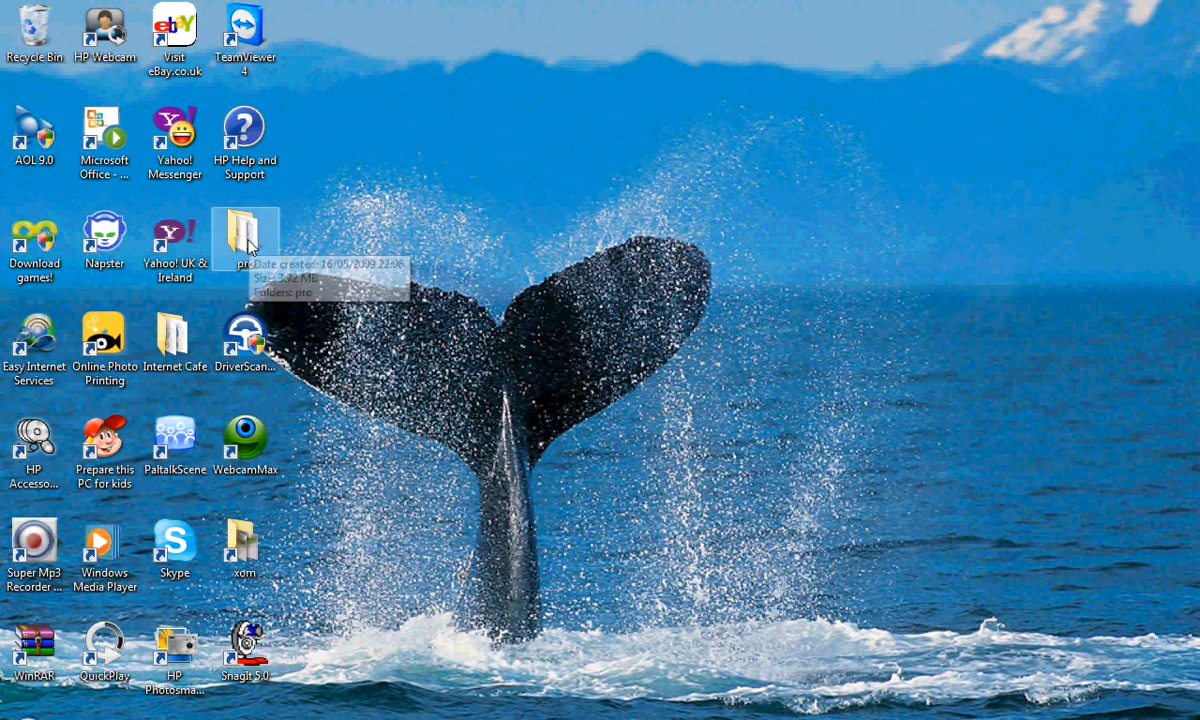 Recycle Bin
HP Webcam
Visit
eBay.co.uk
TeamViewer
4
AOL 9.0
Microsoft
Office - ...
Yahoo!
Messenger
HP Help and
Support
Download
games!
Napster
Yahoo! UK &
Ireland
pro
Date created: 16/05/2009 22:06
Size: 3.72 MB
Folders: pro
Easy Internet
Services
Online Photo
Printing
Internet Cafe
DriverScan...
HP
Accesso...
Prepare this
PC for kids
PaltalkScene
WebcamMax
Super Mp3
Recorder ...
Windows
Media Player
Skype
xorn
WinRAR
QuickPlay
HP
Photosma...
SnagIt 5.0